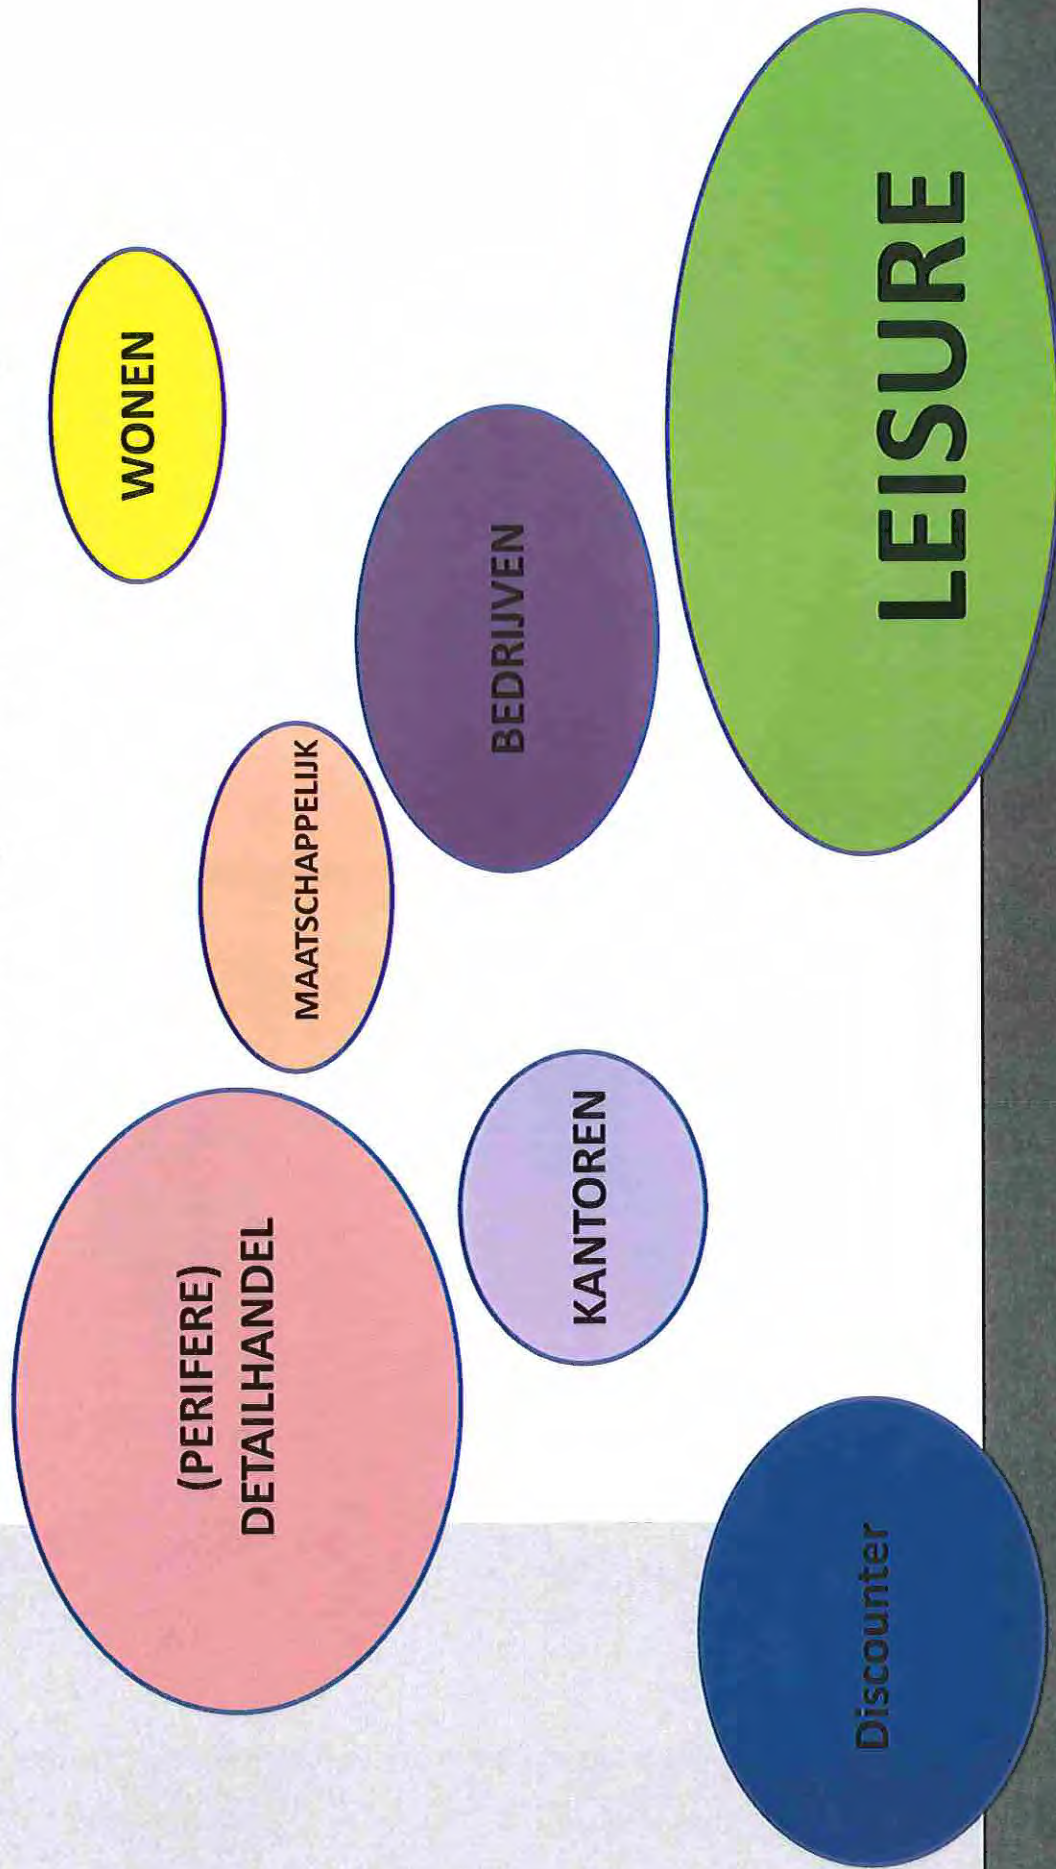 WONEN
(PERIFERE)
DETAILHANDEL
MAATSCHAPPELIJK
BEDRIJVEN
KANTOREN
Discounter
LEISURE